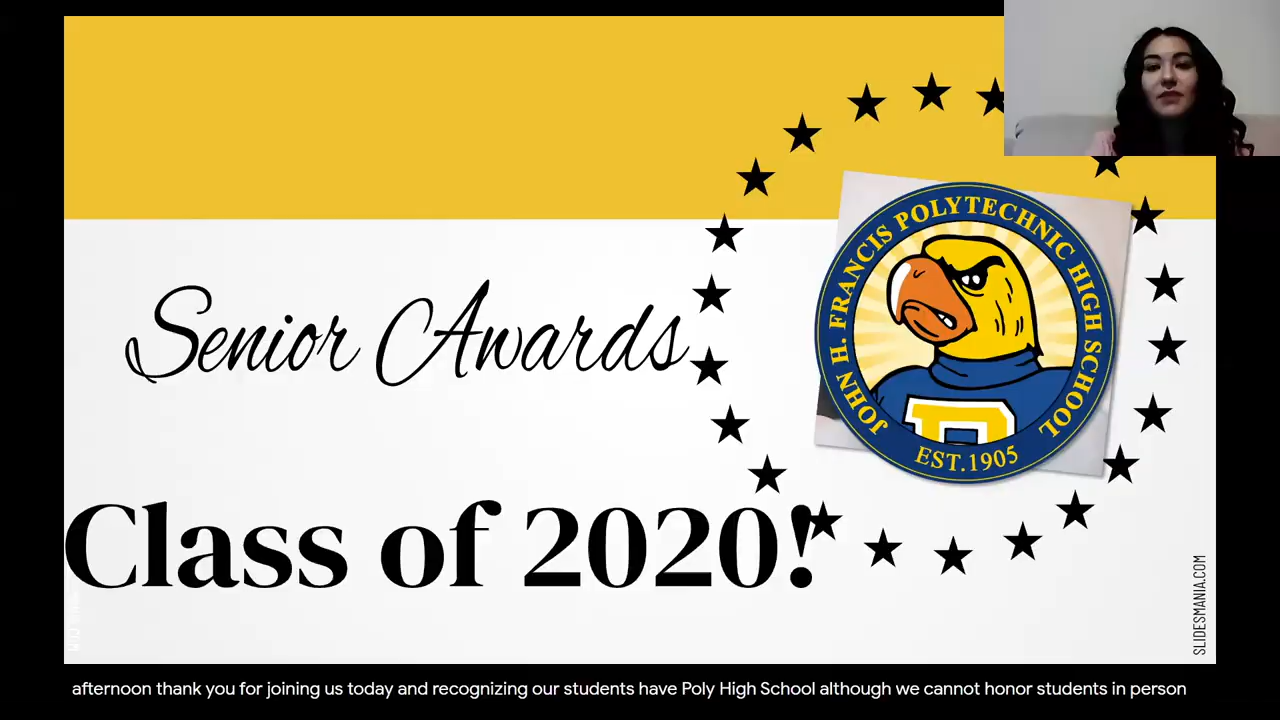 JOHN H. FRANCIS POLYTECHNIC HIGH SCHOOL
EST.1905
Senior Awards
Class of 2020!
SLIDESMANIA.COM
afternoon thank you for joining us today and recognizing our students have Poly High School although we cannot honor students in person